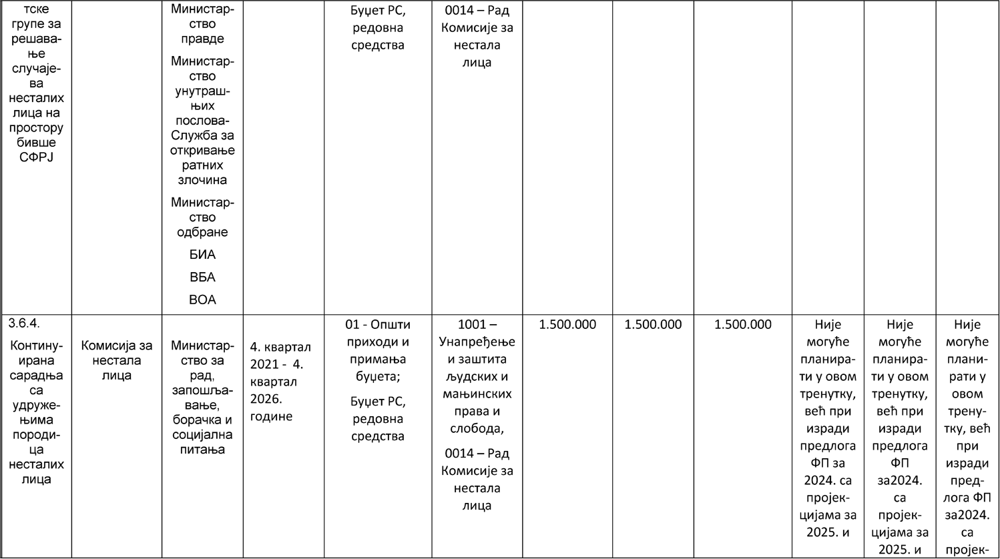 тске
групе за
решава-
ње
случаје-
ва
несталих
лица на
простору
бивше
СФРЈ
Министар-
ство
правде
Министар-
ство
унутраш-
њих
послова-
Служба за
откривање
ратних
злочина
Министар-
ство
одбране
БИА
ВБА
ВОА
Буџет РС,
редовна
средства
0014 – Рад
Комисије за
нестала
лица
3.6.4.
Контину-
ирана
сарадња
са
удруже-
њима
породи-
ца
несталих
лица
Комисија за
нестала
лица
Министар-
ство за
рад,
запошља-
вање,
борачка и
социјална
питања
4. квартал
2021 - 4.
квартал
2026.
године
01 - Општи
приходи и
примања
буџета;
Буџет РС,
редовна
средства
1001 –
Унапређење
и заштита
људских и
мањинских
права и
слобода,
0014 – Рад
Комисије за
нестала
лица
1.500.000
1.500.000
1.500.000
Није
могуће
планира-
ти у овом
тренутку,
већ при
изради
предлога
ФП за
2024. са
пројек-
цијама за
2025. и
Није
могуће
планира-
ти у овом
тренутку,
већ при
изради
предлога
ФП
за2024.
са
пројек-
цијама за
2025. и
Није
могуће
плани-
рати у
овом
трену-
тку, већ
при
изради
пред-
лога ФП
за2024.
са
пројек-